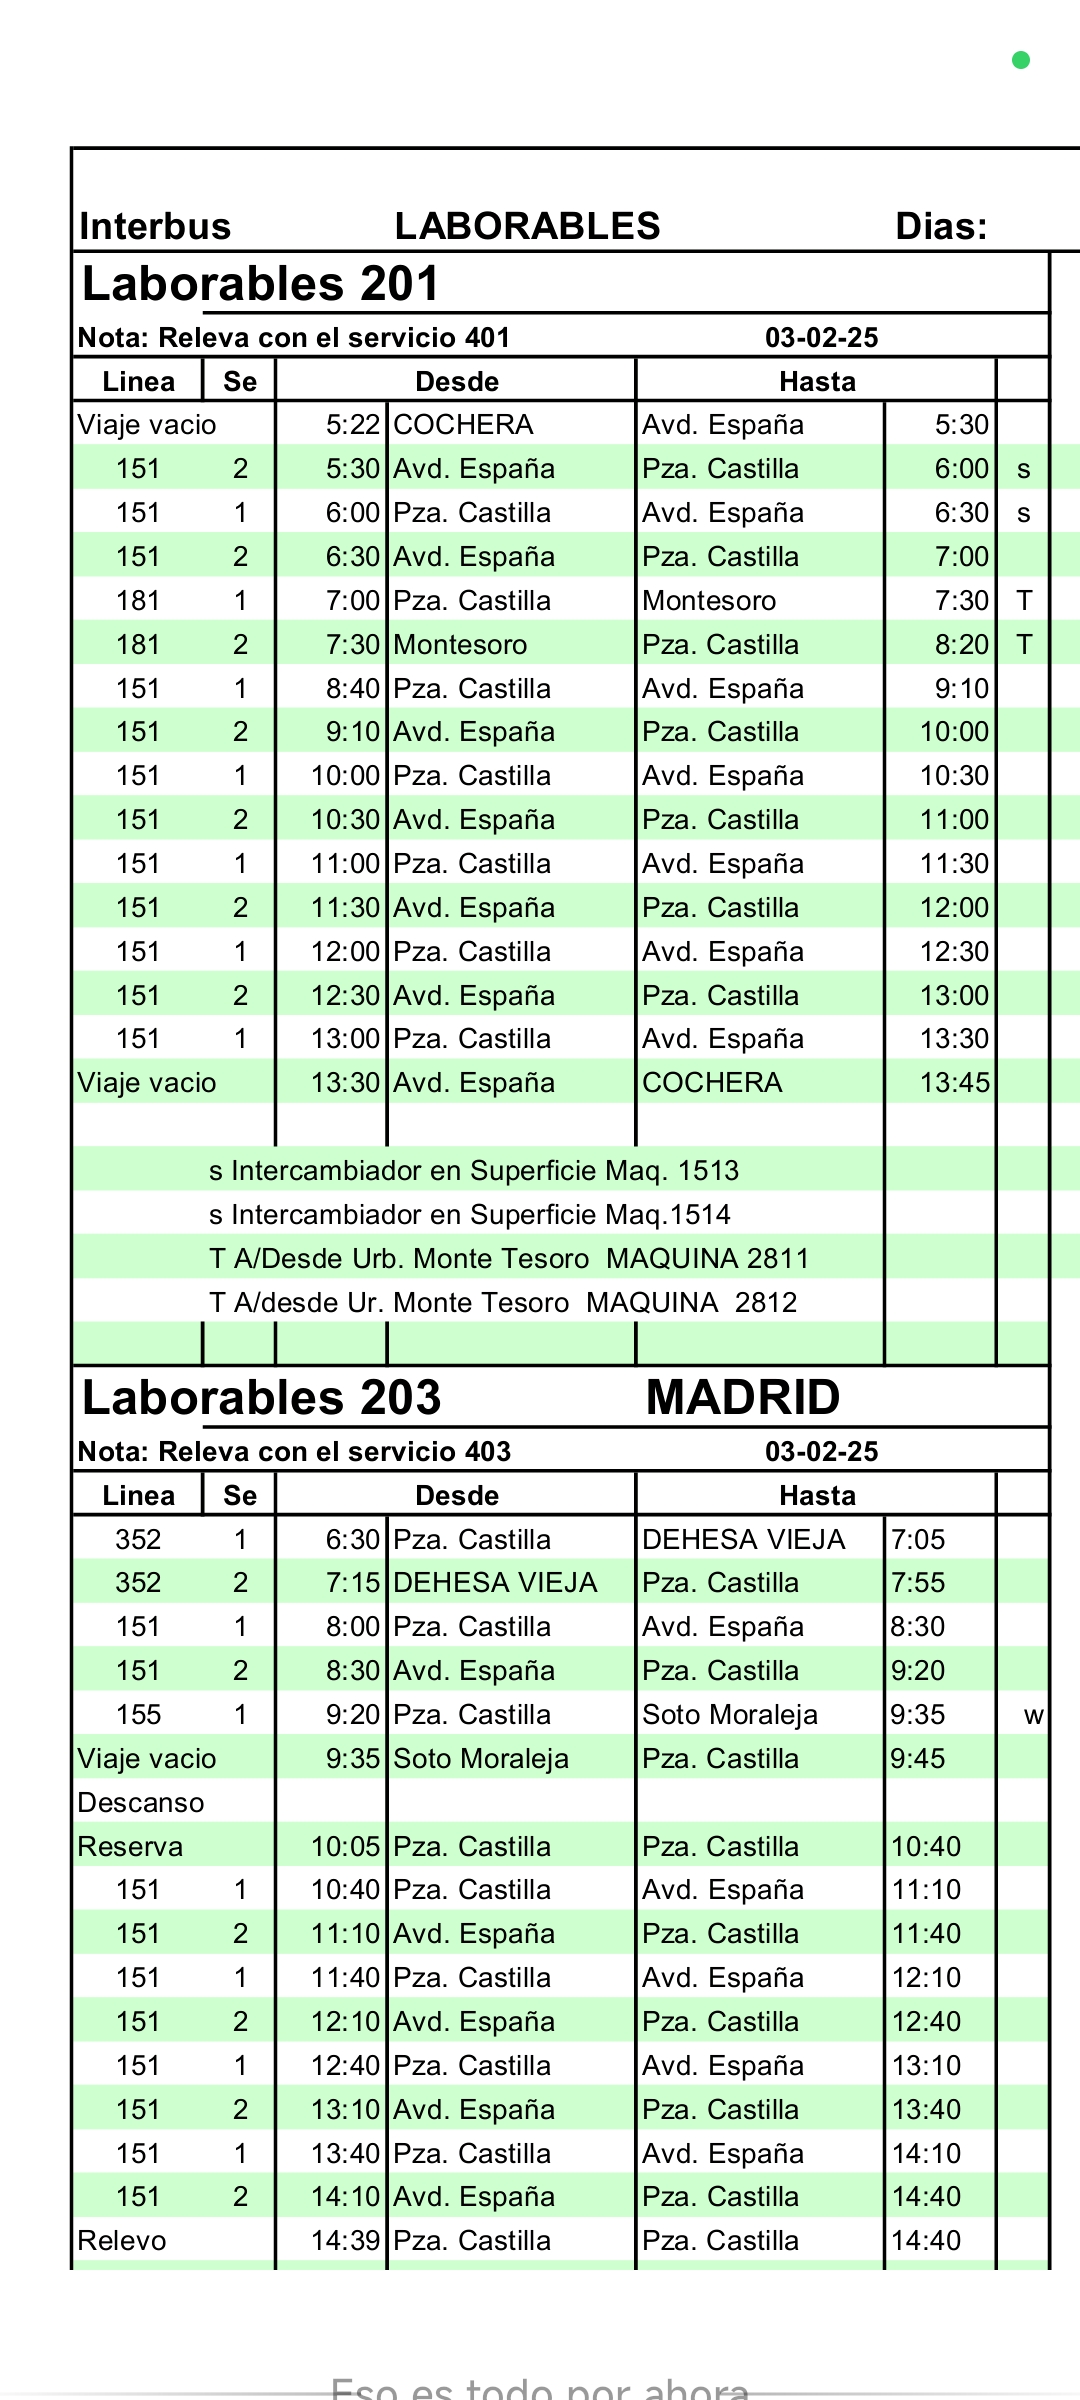 Interbus LABORABLES Dias:
Laborables 201
Nota: Releva con el servicio 401 03-02-25
Linea Se Desde Hasta
Viaje vacio 5:22 COCHERA Avd. España 5:30
151 2 5:30 Avd. España Pza. Castilla 6:00 s
151 1 6:00 Pza. Castilla Avd. España 6:30 s
151 2 6:30 Avd. España Pza. Castilla 7:00
181 1 7:00 Pza. Castilla Montesoro 7:30 T
181 2 7:30 Montesoro Pza. Castilla 8:20 T
151 1 8:40 Pza. Castilla Avd. España 9:10
151 2 9:10 Avd. España Pza. Castilla 10:00
151 1 10:00 Pza. Castilla Avd. España 10:30
151 2 10:30 Avd. España Pza. Castilla 11:00
151 1 11:00 Pza. Castilla Avd. España 11:30
151 2 11:30 Avd. España Pza. Castilla 12:00
151 1 12:00 Pza. Castilla Avd. España 12:30
151 2 12:30 Avd. España Pza. Castilla 13:00
151 1 13:00 Pza. Castilla Avd. España 13:30
Viaje vacio 13:30 Avd. España COCHERA 13:45
s Intercambiador en Superficie Maq. 1513
s Intercambiador en Superficie Maq.1514
T A/Desde Urb. Monte Tesoro MAQUINA 2811
T A/desde Ur. Monte Tesoro MAQUINA 2812
Laborables 203 MADRID
Nota: Releva con el servicio 403 03-02-25
Linea Se Desde Hasta
352 1 6:30 Pza. Castilla DEHESA VIEJA 7:05
352 2 7:15 DEHESA VIEJA Pza. Castilla 7:55
151 1 8:00 Pza. Castilla Avd. España 8:30
151 2 8:30 Avd. España Pza. Castilla 9:20
155 1 9:20 Pza. Castilla Soto Moraleja 9:35 w
Viaje vacio 9:35 Soto Moraleja Pza. Castilla 9:45
Descanso
Reserva 10:05 Pza. Castilla Pza. Castilla 10:40
151 1 10:40 Pza. Castilla Avd. España 11:10
151 2 11:10 Avd. España Pza. Castilla 11:40
151 1 11:40 Pza. Castilla Avd. España 12:10
151 2 12:10 Avd. España Pza. Castilla 12:40
151 1 12:40 Pza. Castilla Avd. España 13:10
151 2 13:10 Avd. España Pza. Castilla 13:40
151 1 13:40 Pza. Castilla Avd. España 14:10
151 2 14:10 Avd. España Pza. Castilla 14:40
Relevo 14:39 Pza. Castilla Pza. Castilla 14:40
Eso es todo por ahora